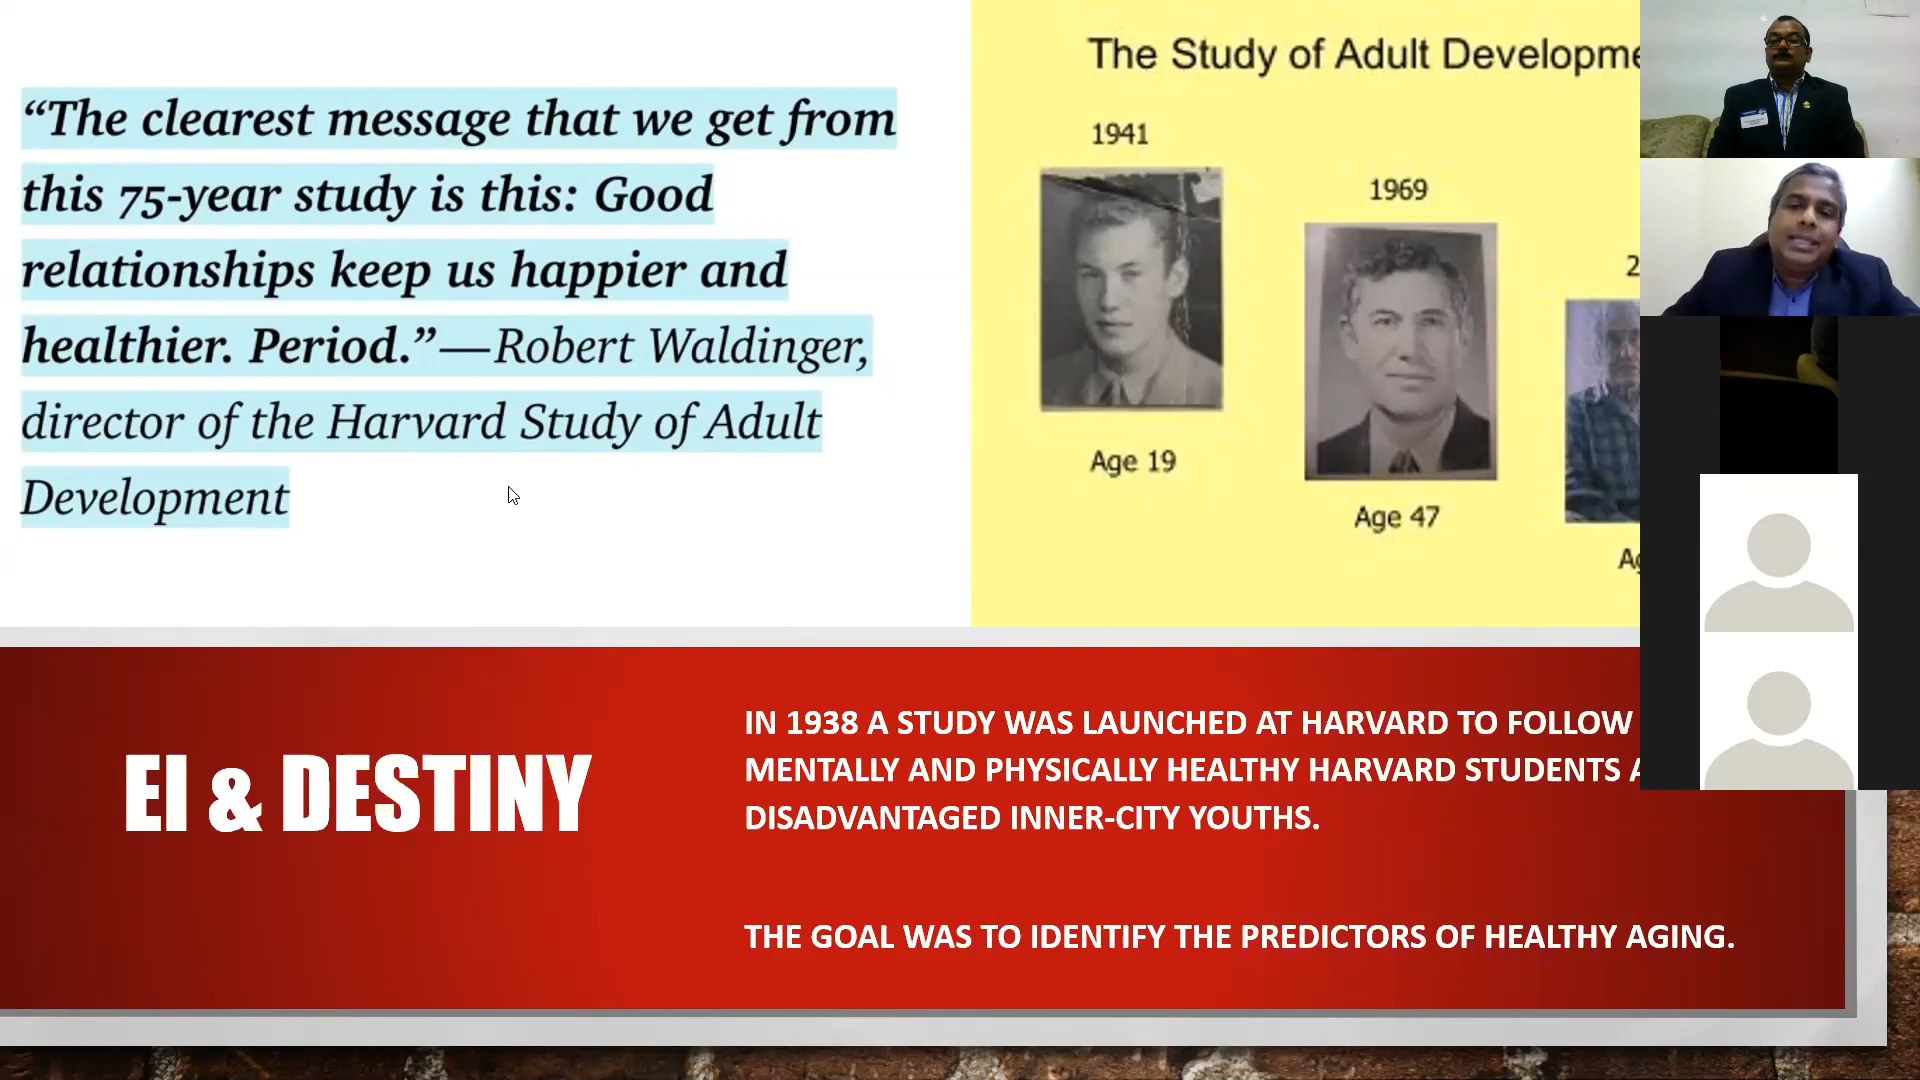 “The clearest message that we get from
this 75-year study is this: Good
relationships keep us happier and
healthier. Period.”—Robert Waldinger,
director of the Harvard Study of Adult
Development
The Study of Adult Developme
1941
1969
2
Age 19
Age 47
Ag
EI & DESTINY
IN 1938 A STUDY WAS LAUNCHED AT HARVARD TO FOLLOW
MENTALLY AND PHYSICALLY HEALTHY HARVARD STUDENTS A
DISADVANTAGED INNER-CITY YOUTHS.
THE GOAL WAS TO IDENTIFY THE PREDICTORS OF HEALTHY AGING.